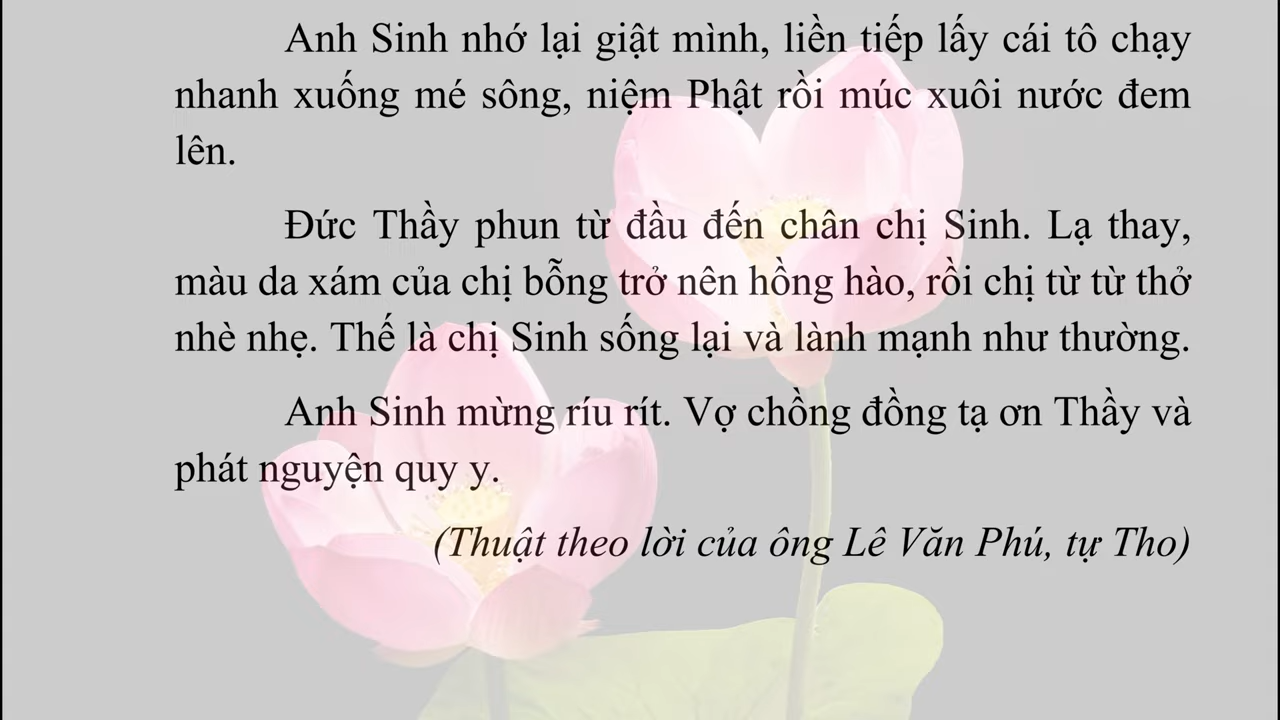 Anh Sinh nhớ lại giật mình, liền tiếp lấy cái tô chạy
nhanh xuống mé sông, niệm Phật rồi múc xuôi nước đem
lên.
Đức Thầy phun từ đầu đến chân chị Sinh. Lạ thay,
màu da xám của chị bỗng trở nên hồng hào, rồi chị từ từ thở
nhè nhẹ. Thế là chị Sinh sống lại và lành mạnh như thường.
Anh Sinh mừng ríu rít. Vợ chồng đồng tạ ơn Thầy và
phát nguyện quy y.
(Thuật theo lời của ông Lê Văn Phú, tự Tho)